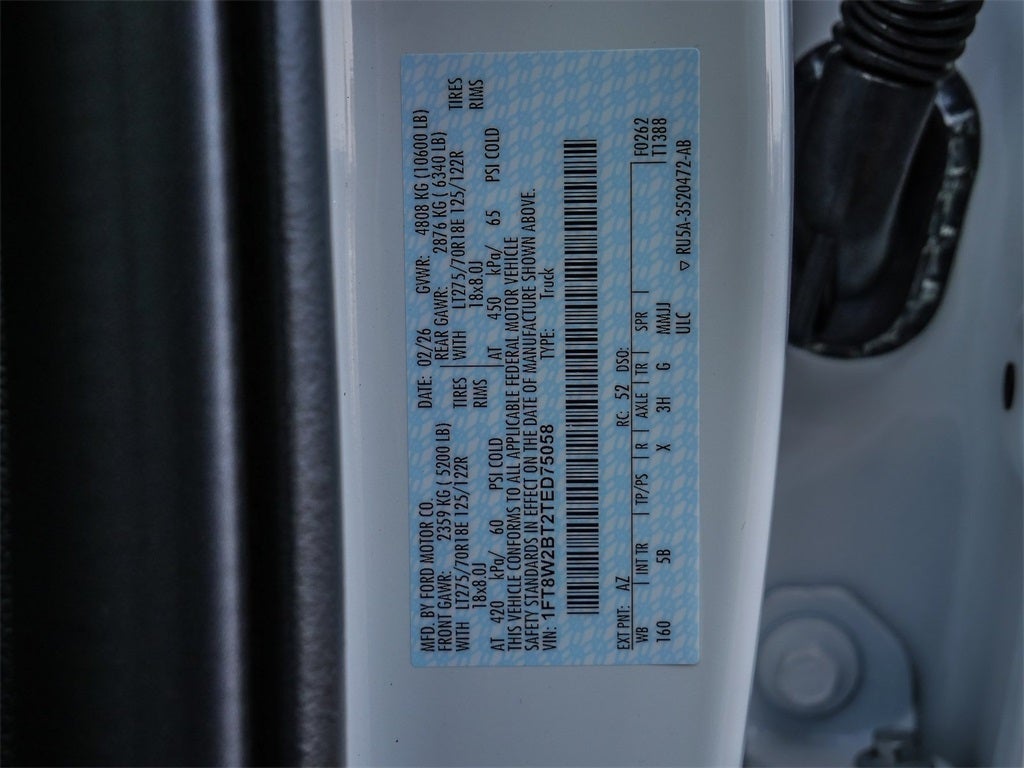 MFD. BY FORD MOTOR CO. DATE: 02/26 GVWR: 4808 KG (10600 LB)
FRONT GAWR: 2359 KG ( 5200 LB) REAR GAWR: 2876 KG ( 6340 LB)
WITH LT275/70R18E 125/122R TIRES WITH LT275/70R18E 125/122R TIRES
18x8.0J RIMS 18x8.0J RIMS
AT 420 kPa/ 60 PSI COLD AT 450 kPa/ 65 PSI COLD
THIS VEHICLE CONFORMS TO ALL APPLICABLE FEDERAL MOTOR VEHICLE
SAFETY STANDARDS IN EFFECT ON THE DATE OF MANUFACTURE SHOWN ABOVE.
VIN: 1FT8W2BT2TED75058 TYPE: Truck
EXT PNT: AZ RC: 52 DSO: F0262
WB INT TR TP/PS R AXLE TR SPR TT388
160 5B X 3H G MMJJ
ULC ▽ RU5A-3520472-AB